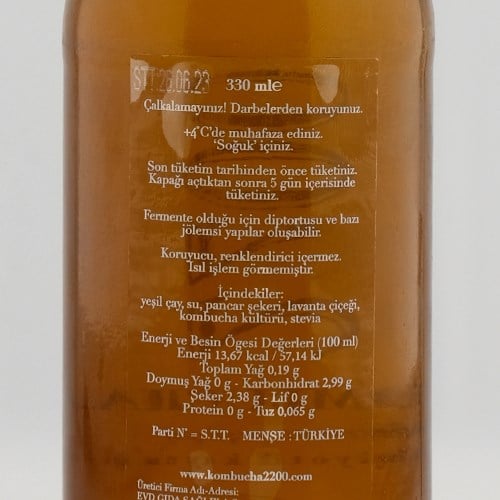 STT:26.06.23 330 ml℮
Çalkalamayınız! Darbelerden koruyunuz.
+4°C'de muhafaza ediniz.
'Soğuk' içiniz.
Son tüketim tarihinden önce tüketiniz.
Kapağı açtıktan sonra 5 gün içerisinde
tüketiniz.
Fermente olduğu için diptortusu ve bazı
jölemsi yapılar oluşabilir.
Koruyucu, renklendirici içermez.
Isıl işlem görmemiştir.
İçindekiler:
yeşil çay, su, pancar şekeri, lavanta çiçeği,
kombucha kültürü, stevia
Enerji ve Besin Ögesi Değerleri (100 ml)
Enerji 13,67 kcal / 57,14 kJ
Toplam Yağ 0,19 g
Doymuş Yağ 0 g - Karbonhidrat 2,99 g
Şeker 2,38 g - Lif 0 g
Protein 0 g - Tuz 0,065 g
Parti N° = S.T.T. MENŞE : TÜRKİYE
www.kombucha2200.com
Üretici Firma Adı-Adresi: